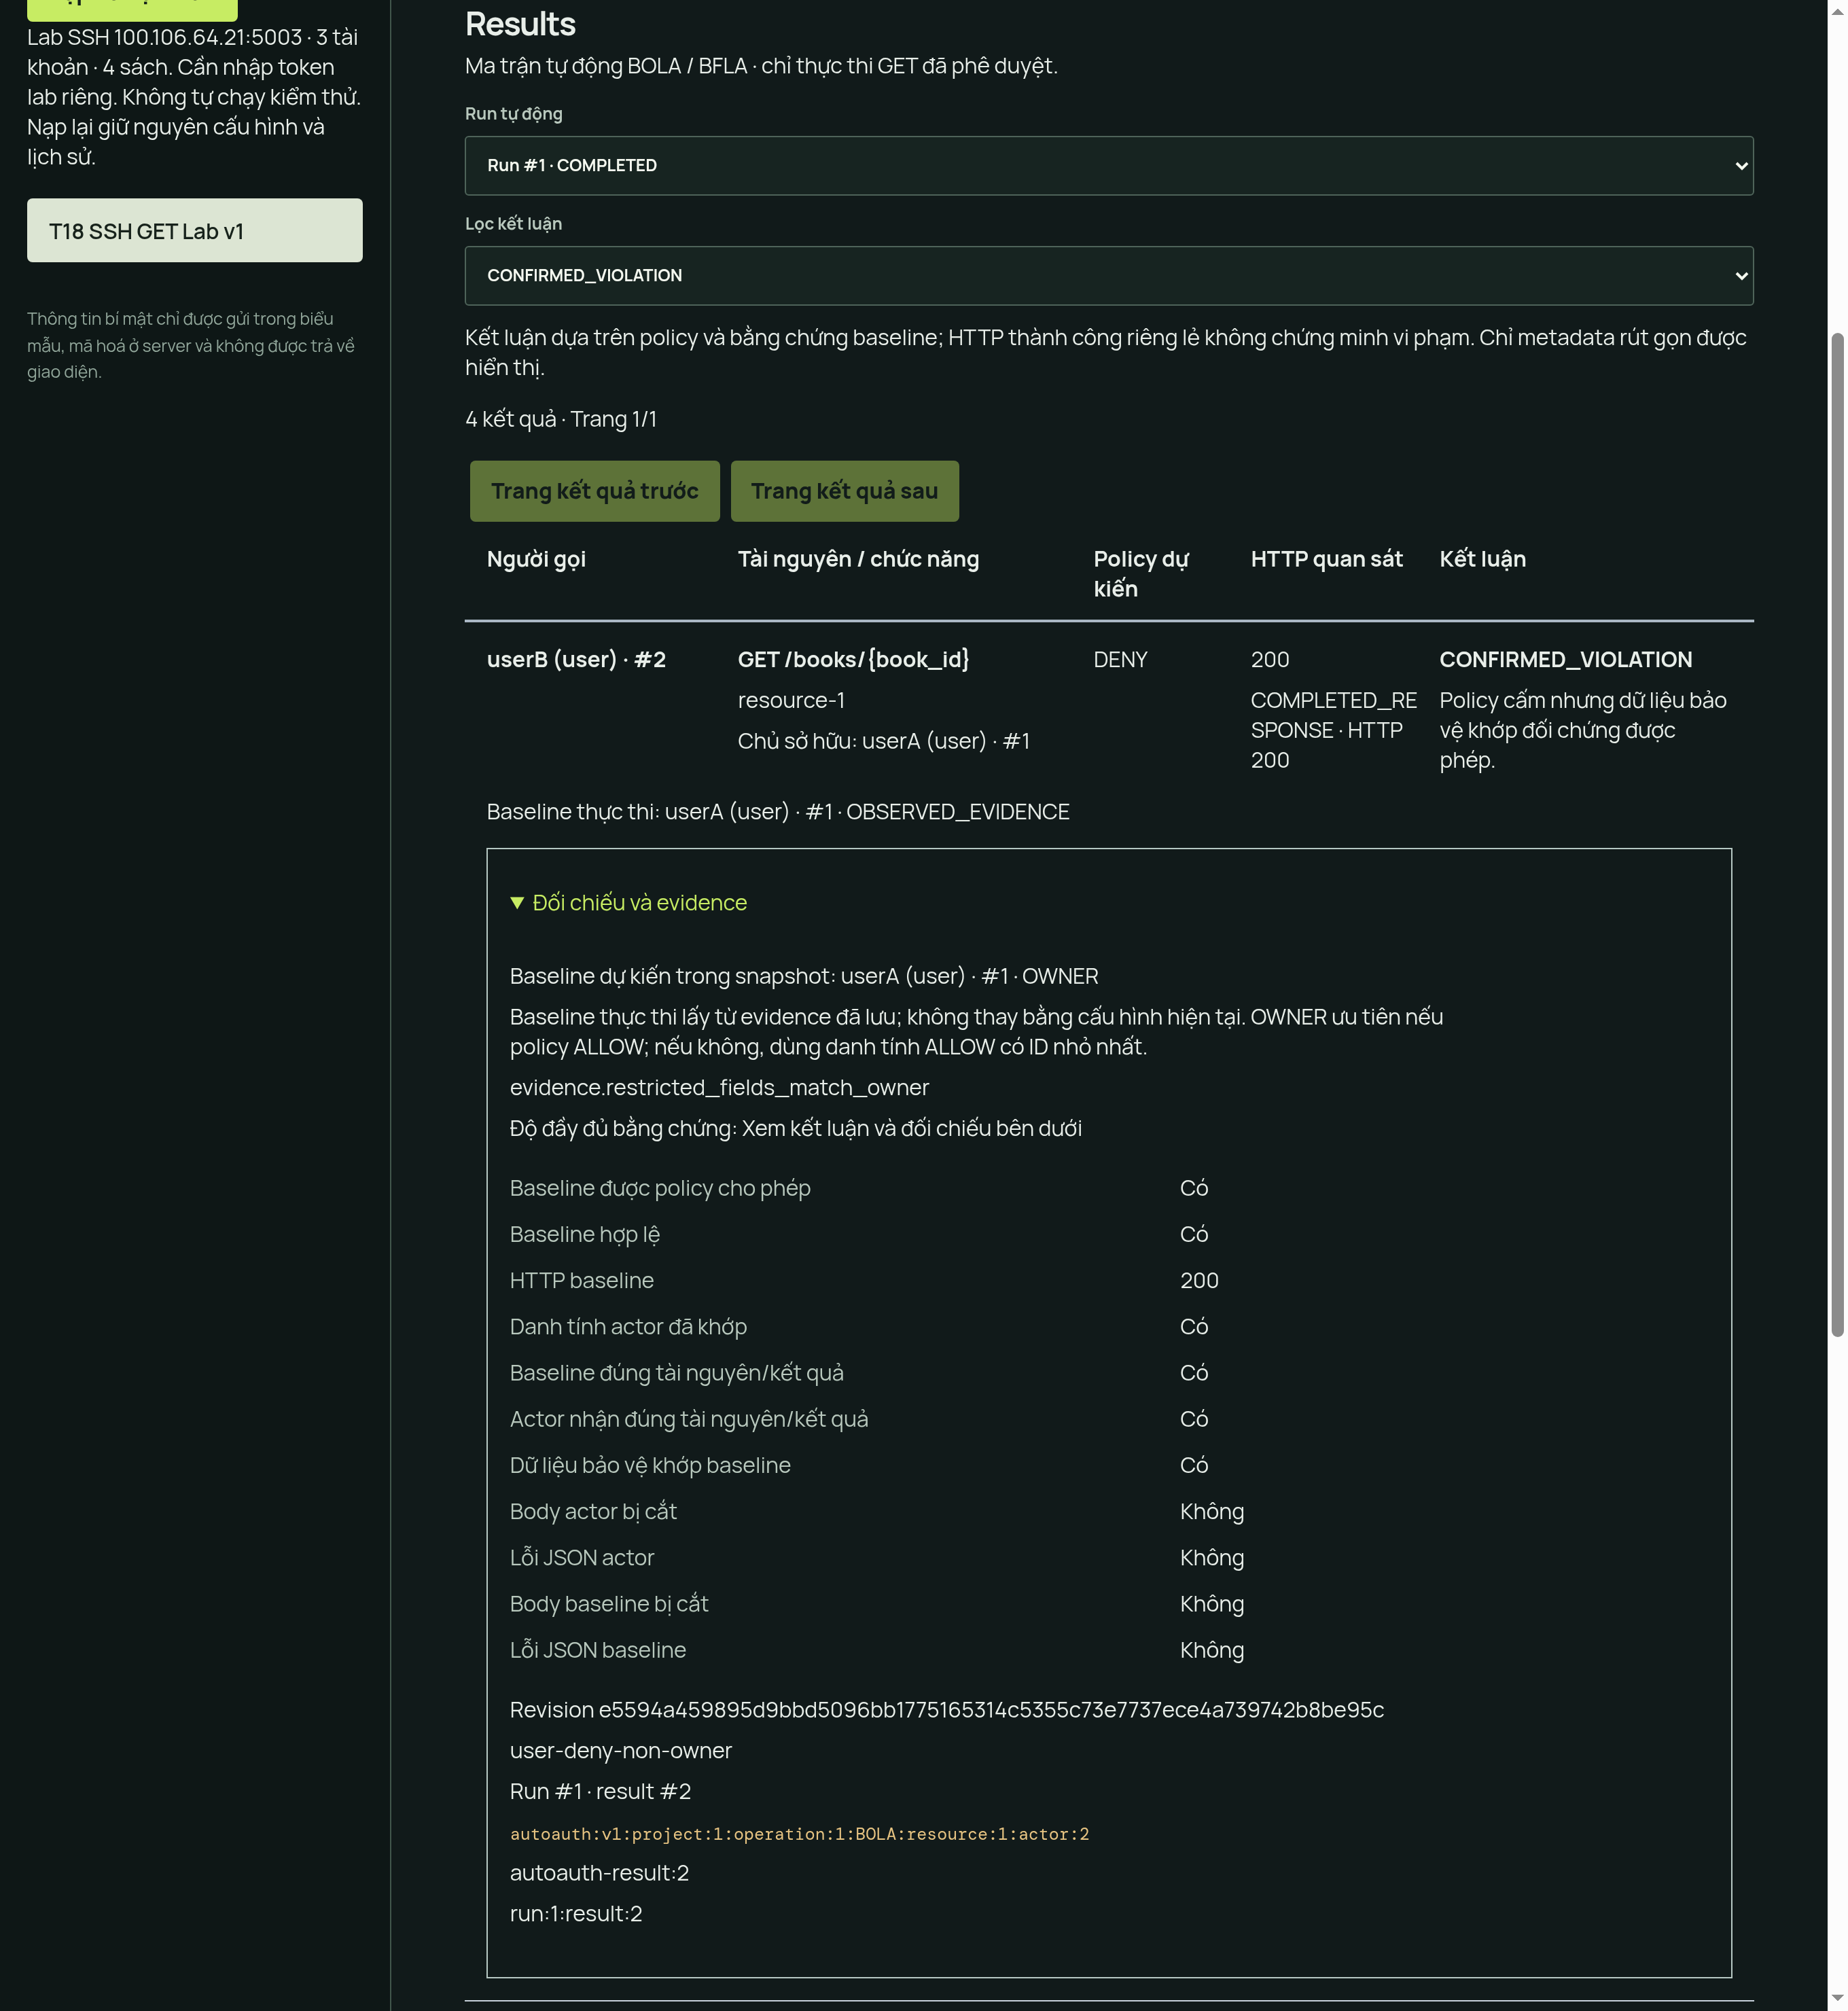 Lab SSH 100.106.64.21:5003 · 3 tài
khoản · 4 sách. Cần nhập token
lab riêng. Không tự chạy kiểm thử.
Nạp lại giữ nguyên cấu hình và
lịch sử.
T18 SSH GET Lab v1
Thông tin bí mật chỉ được gửi trong biểu
mẫu, mã hoá ở server và không được trả về
giao diện.
Results
Ma trận tự động BOLA / BFLA · chỉ thực thi GET đã phê duyệt.
Run tự động
Run #1 · COMPLETED
Lọc kết luận
CONFIRMED_VIOLATION
Kết luận dựa trên policy và bằng chứng baseline; HTTP thành công riêng lẻ không chứng minh vi phạm. Chỉ metadata rút gọn được
hiển thị.
4 kết quả · Trang 1/1
Trang kết quả trước
Trang kết quả sau
Người gọi
Tài nguyên / chức năng
Policy dự
kiến
HTTP quan sát
Kết luận
userB (user) · #2
GET /books/{book_id}
resource-1
Chủ sở hữu: userA (user) · #1
DENY
200
COMPLETED_RE
SPONSE · HTTP
200
CONFIRMED_VIOLATION
Policy cấm nhưng dữ liệu bảo
vệ khớp đối chứng được
phép.
Baseline thực thi: userA (user) · #1 · OBSERVED_EVIDENCE
▼ Đối chiếu và evidence
Baseline dự kiến trong snapshot: userA (user) · #1 · OWNER
Baseline thực thi lấy từ evidence đã lưu; không thay bằng cấu hình hiện tại. OWNER ưu tiên nếu
policy ALLOW; nếu không, dùng danh tính ALLOW có ID nhỏ nhất.
evidence.restricted_fields_match_owner
Độ đầy đủ bằng chứng: Xem kết luận và đối chiếu bên dưới
Baseline được policy cho phép Có
Baseline hợp lệ Có
HTTP baseline 200
Danh tính actor đã khớp Có
Baseline đúng tài nguyên/kết quả Có
Actor nhận đúng tài nguyên/kết quả Có
Dữ liệu bảo vệ khớp baseline Có
Body actor bị cắt Không
Lỗi JSON actor Không
Body baseline bị cắt Không
Lỗi JSON baseline Không
Revision e5594a459895d9bbd5096bb1775165314c5355c73e7737ece4a739742b8be95c
user-deny-non-owner
Run #1 · result #2
autoauth:v1:project:1:operation:1:BOLA:resource:1:actor:2
autoauth-result:2
run:1:result:2